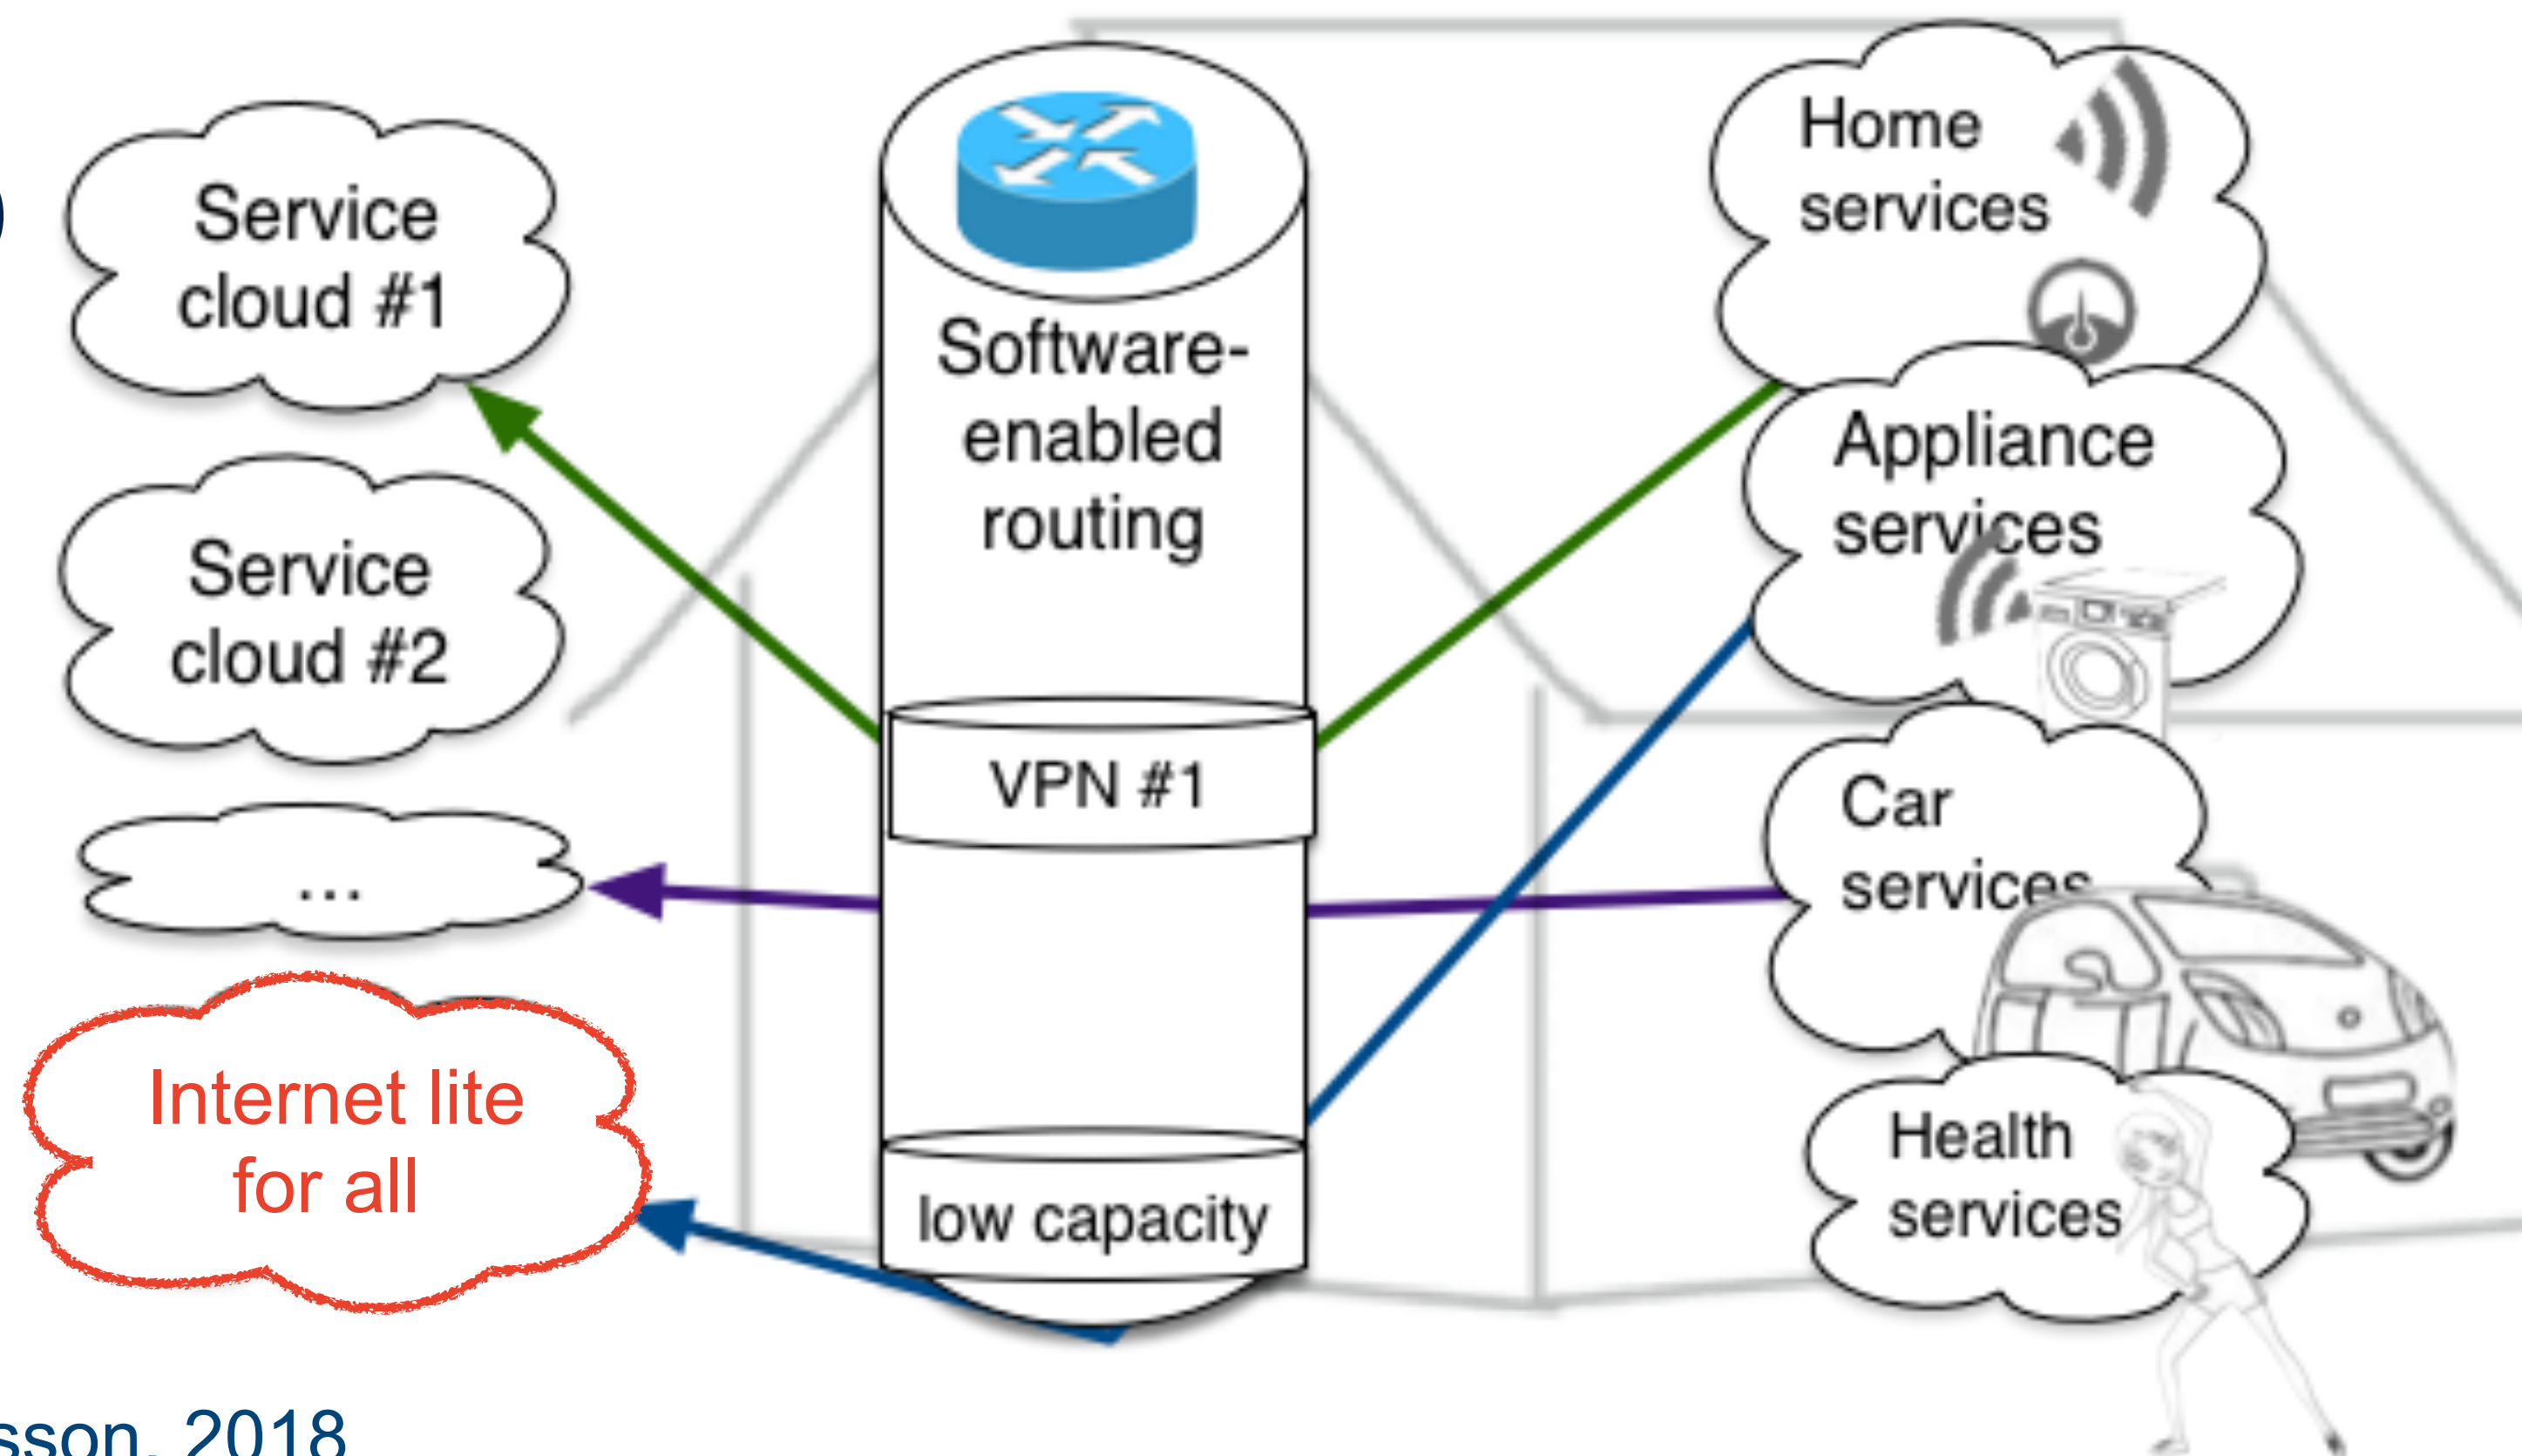 Service
cloud #1
Service
cloud #2
...
Internet lite
for all
Software-
enabled
routing
VPN #1
low capacity
Home
services
Appliance
services
Car
services
Health
services
2018